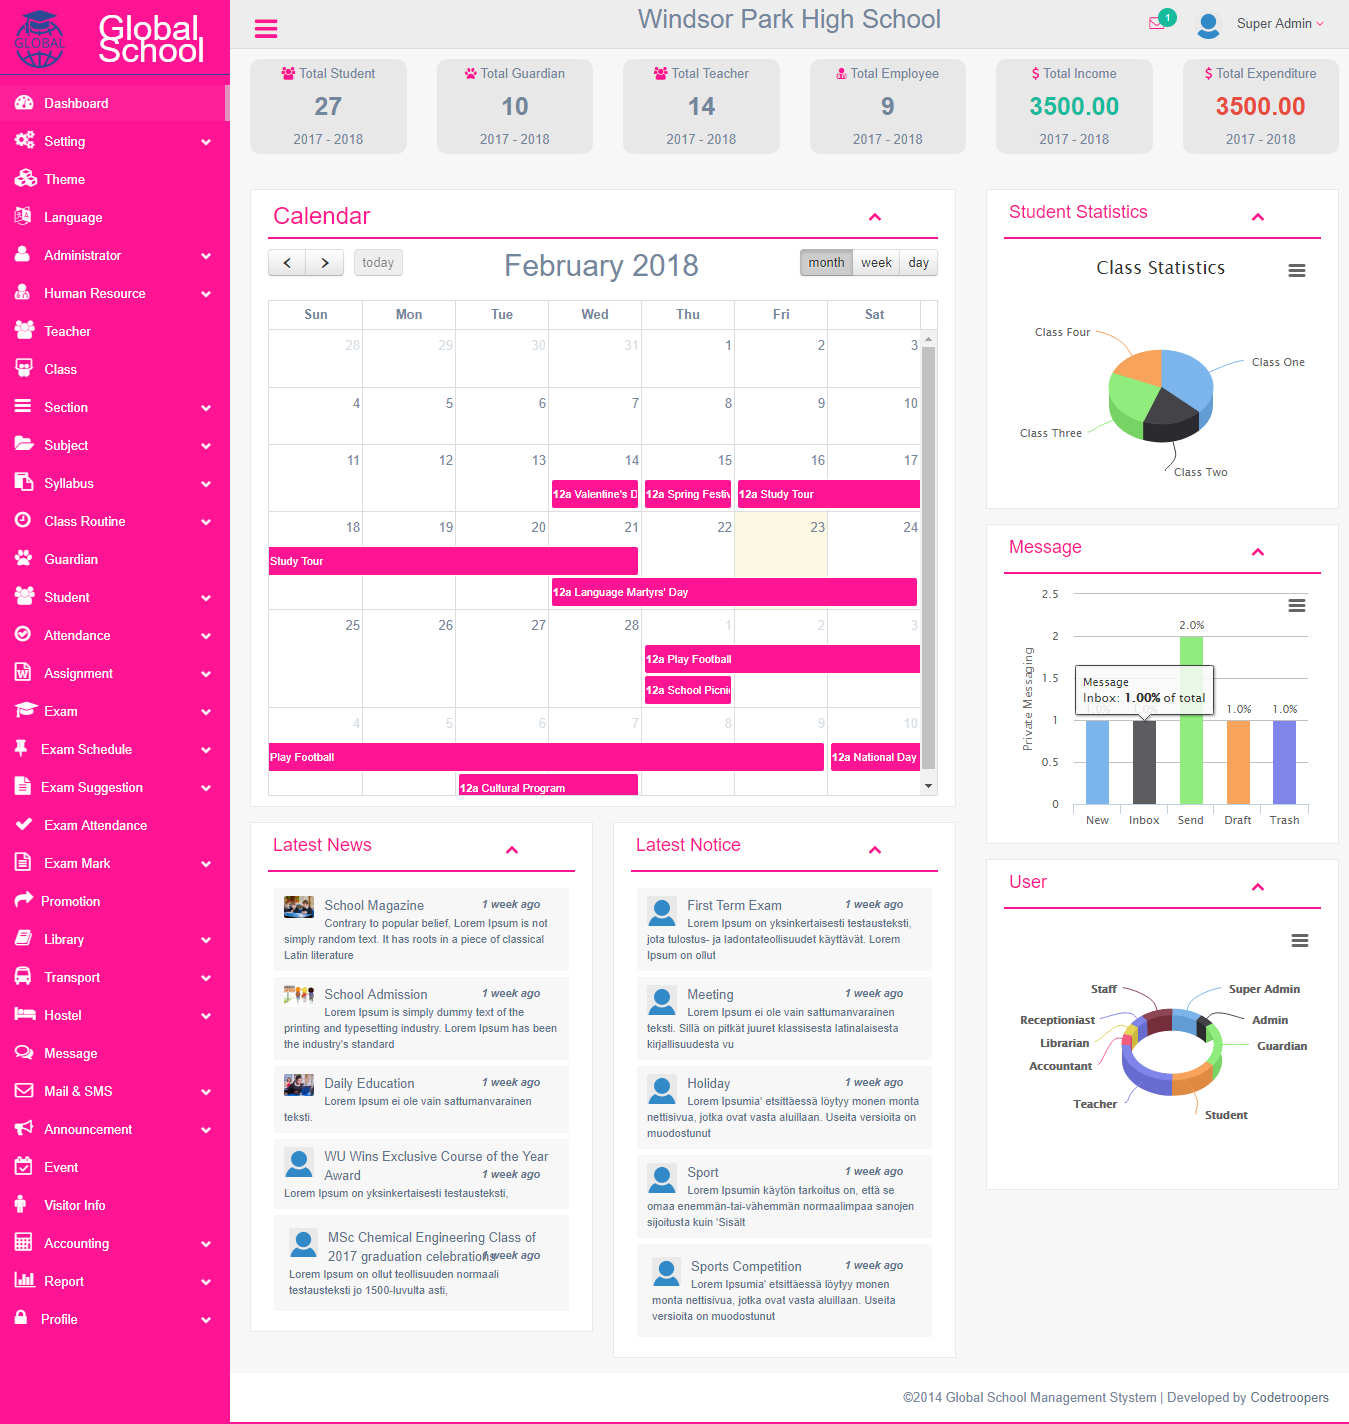 GLOBAL
Global
School
Windsor Park High School
1
Super Admin
Dashboard
Setting
Theme
Language
Administrator
Human Resource
Teacher
Class
Section
Subject
Syllabus
Class Routine
Guardian
Student
Attendance
Assignment
Exam
Exam Schedule
Exam Suggestion
Exam Attendance
Exam Mark
Promotion
Library
Transport
Hostel
Message
Mail & SMS
Announcement
Event
Visitor Info
Accounting
Report
Profile
Total Student
27
2017 - 2018
Total Guardian
10
2017 - 2018
Total Teacher
14
2017 - 2018
Total Employee
9
2017 - 2018
$ Total Income
3500.00
2017 - 2018
$ Total Expenditure
3500.00
2017 - 2018
Calendar
today
February 2018
month week day
Sun Mon Tue Wed Thu Fri Sat
28 29 30 31 1 2 3
4 5 6 7 8 9 10
11 12 13 14 15 16 17
12a Valentine's D 12a Spring Festiv 12a Study Tour
18 19 20 21 22 23 24
Study Tour
12a Language Martyrs' Day
25 26 27 28 1 2 3
12a Play Football
12a School Picni
4 5 6 7 8 9 10
Play Football 12a National Day
12a Cultural Program
Latest News
School Magazine 1 week ago
Contrary to popular belief, Lorem Ipsum is not
simply random text. It has roots in a piece of classical
Latin literature
School Admission 1 week ago
Lorem Ipsum is simply dummy text of the
printing and typesetting industry. Lorem Ipsum has been
the industry's standard
Daily Education 1 week ago
Lorem Ipsum ei ole vain sattumanvarainen
teksti.
WU Wins Exclusive Course of the Year
Award 1 week ago
Lorem Ipsum on yksinkertaisesti testausteksti,
MSc Chemical Engineering Class of
2017 graduation celebrations 1 week ago
Lorem Ipsum on ollut teollisuuden normaali
testausteksti jo 1500-luvulta asti,
Latest Notice
First Term Exam 1 week ago
Lorem Ipsum on yksinkertaisesti testausteksti,
jota tulostus- ja ladontateollisuudet käyttävät. Lorem
Ipsum on ollut
Meeting 1 week ago
Lorem Ipsum ei ole vain sattumanvarainen
teksti. Sillä on pitkät juuret klassisesta latinalaisesta
kirjallisuudesta vu
Holiday 1 week ago
Lorem Ipsumia' etsittäessä löytyy monen monta
nettisivua, jotka ovat vasta aluillaan. Useita versioita on
muodostunut
Sport 1 week ago
Lorem Ipsumin käytön tarkoitus on, että se
omaa enemmän-tai-vähemmän normaalimpaa sanojen
sijoitusta kuin 'Sisält
Sports Competition 1 week ago
Lorem Ipsumia' etsittäessä löytyy monen
monta nettisivua, jotka ovat vasta aluillaan. Useita
versioita on muodostunut
Student Statistics
Class Statistics
Class Four
Class One
Class Three
Class Two
Message
Private Messaging
2.5
2
1.5
1
0.5
0
2.0%
Message
Inbox: 1.00% of total
1.0% 1.0% 1.0% 1.0%
New Inbox Send Draft Trash
User
Staff
Super Admin
Receptioniast
Admin
Librarian
Guardian
Accountant
Teacher
Student
©2014 Global School Management Stystem | Developed by Codetroopers